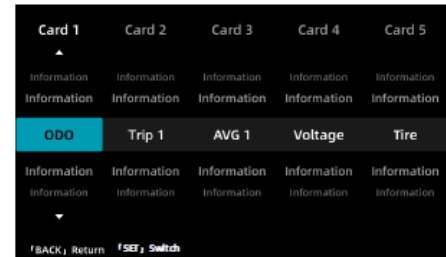 Card 1 Card 2 Card 3 Card 4 Card 5
Information Information Information Information Information
Information Information Information Information Information
ODO Trip 1 AVG 1 Voltage Tire
Information Information Information Information Information
Information Information Information Information Information
「BACK」 Return 「SET」 Switch